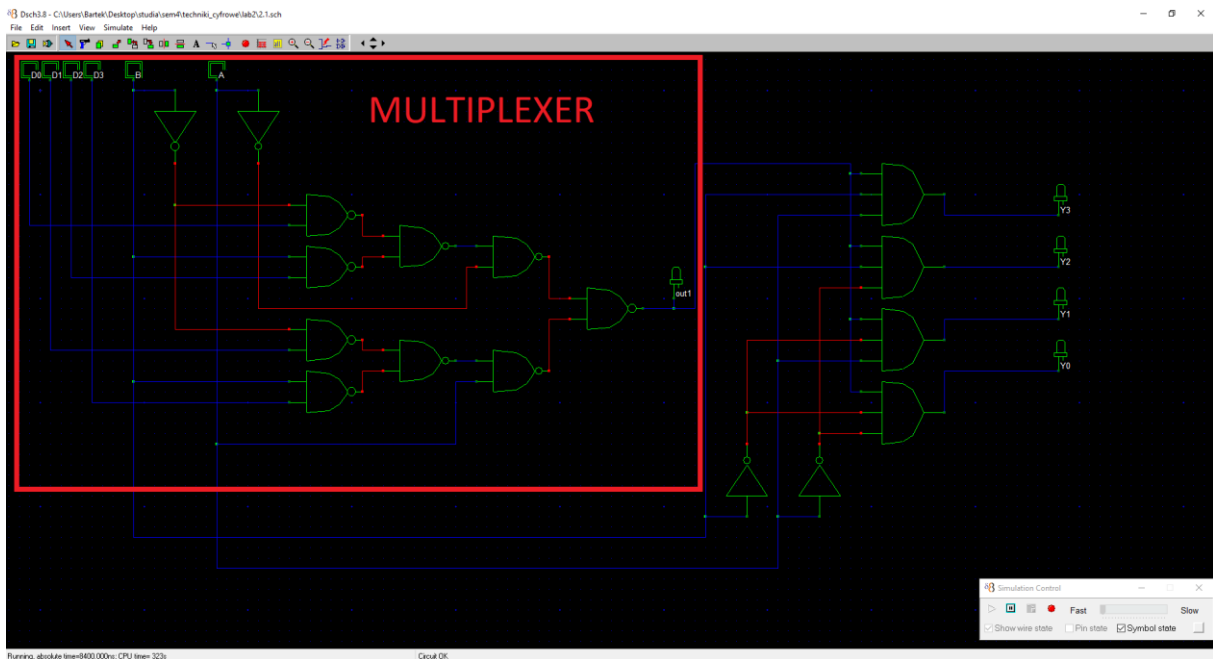 Dsch3.8 - C:\Users\Bartek\Desktop\studia\sem4\techniki_cyfrowe\lab2\2.1.sch
File Edit Insert View Simulate Help
D0 D1 D2 D3 B A
MULTIPLEXER
Y3
Y2
out1
Y1
Y0
Simulation Control
Fast Slow
Show wire state Pin state Symbol state
Running, absolute time=8400.000ns; CPU time= 323s Circuit OK.